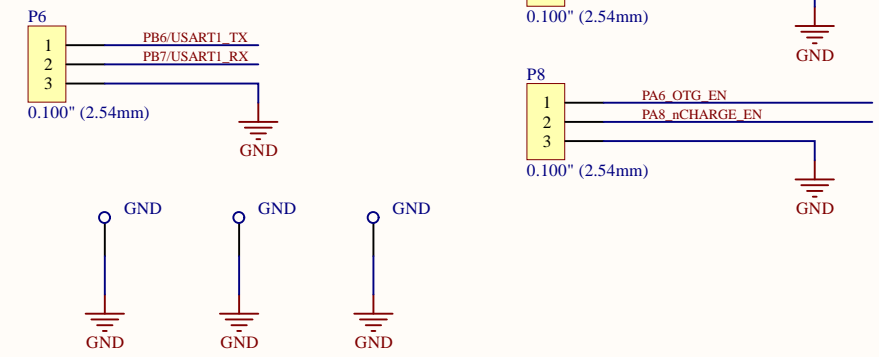 P6
1
PB6/USART1_TX
2
PB7/USART1_RX
3
0.100" (2.54mm)
GND
0.100" (2.54mm)
GND
P8
1
PA6_OTG_EN
2
PA8_nCHARGE_EN
3
0.100" (2.54mm)
GND
GND
GND
GND
GND
GND
GND